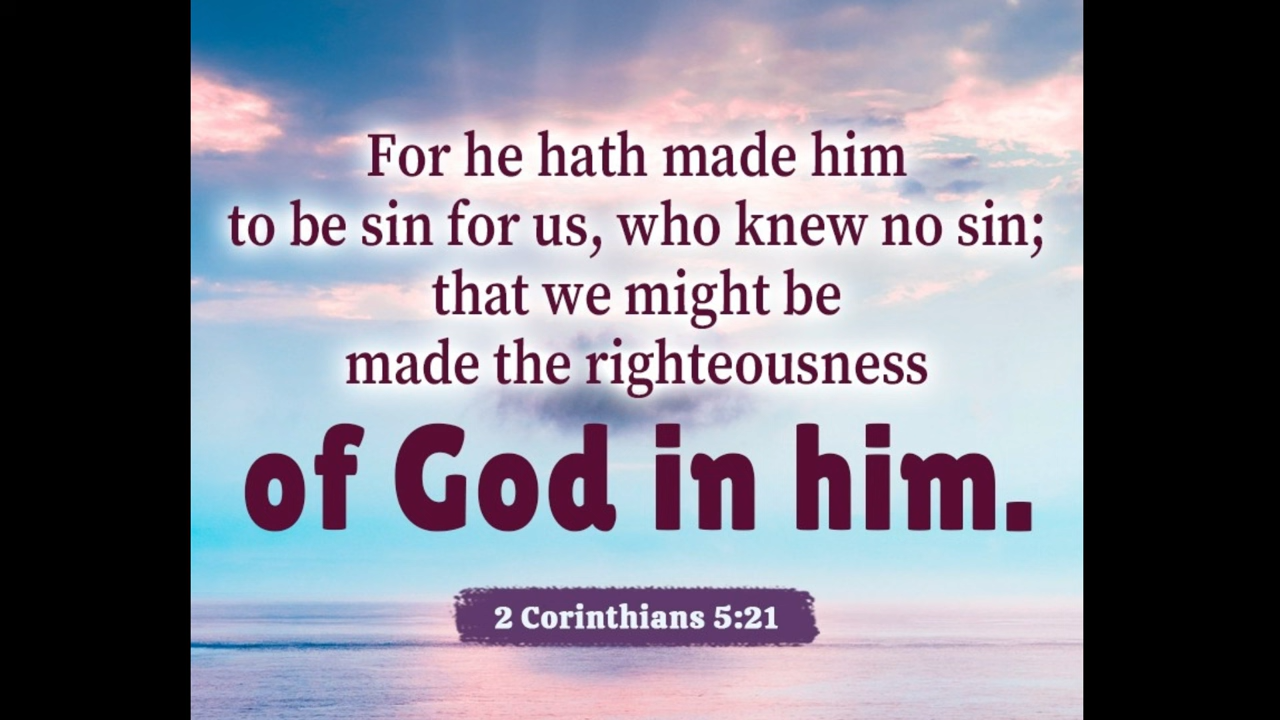 For he hath made him
to be sin for us, who knew no sin;
that we might be
made the righteousness
of God in him.
2 Corinthians 5:21